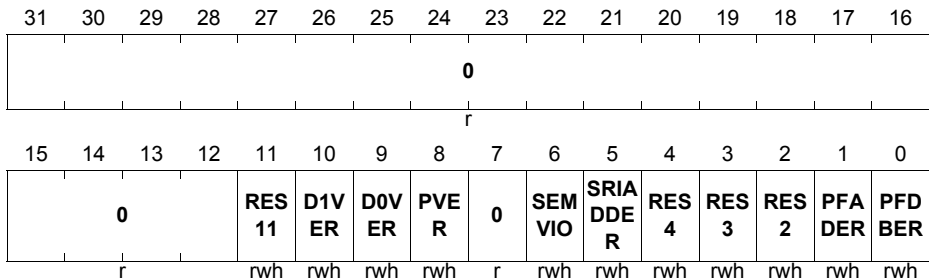 31 30 29 28 27 26 25 24 23 22 21 20 19 18 17 16
0
r
15 14 13 12 11 10 9 8 7 6 5 4 3 2 1 0
0 RES 11 D1V ER D0V ER PVE R 0 SEM VIO SRIA DDE R RES 4 RES 3 RES 2 PFA DER PFD BER
r rwh rwh rwh rwh r rwh rwh rwh rwh rwh rwh rwh